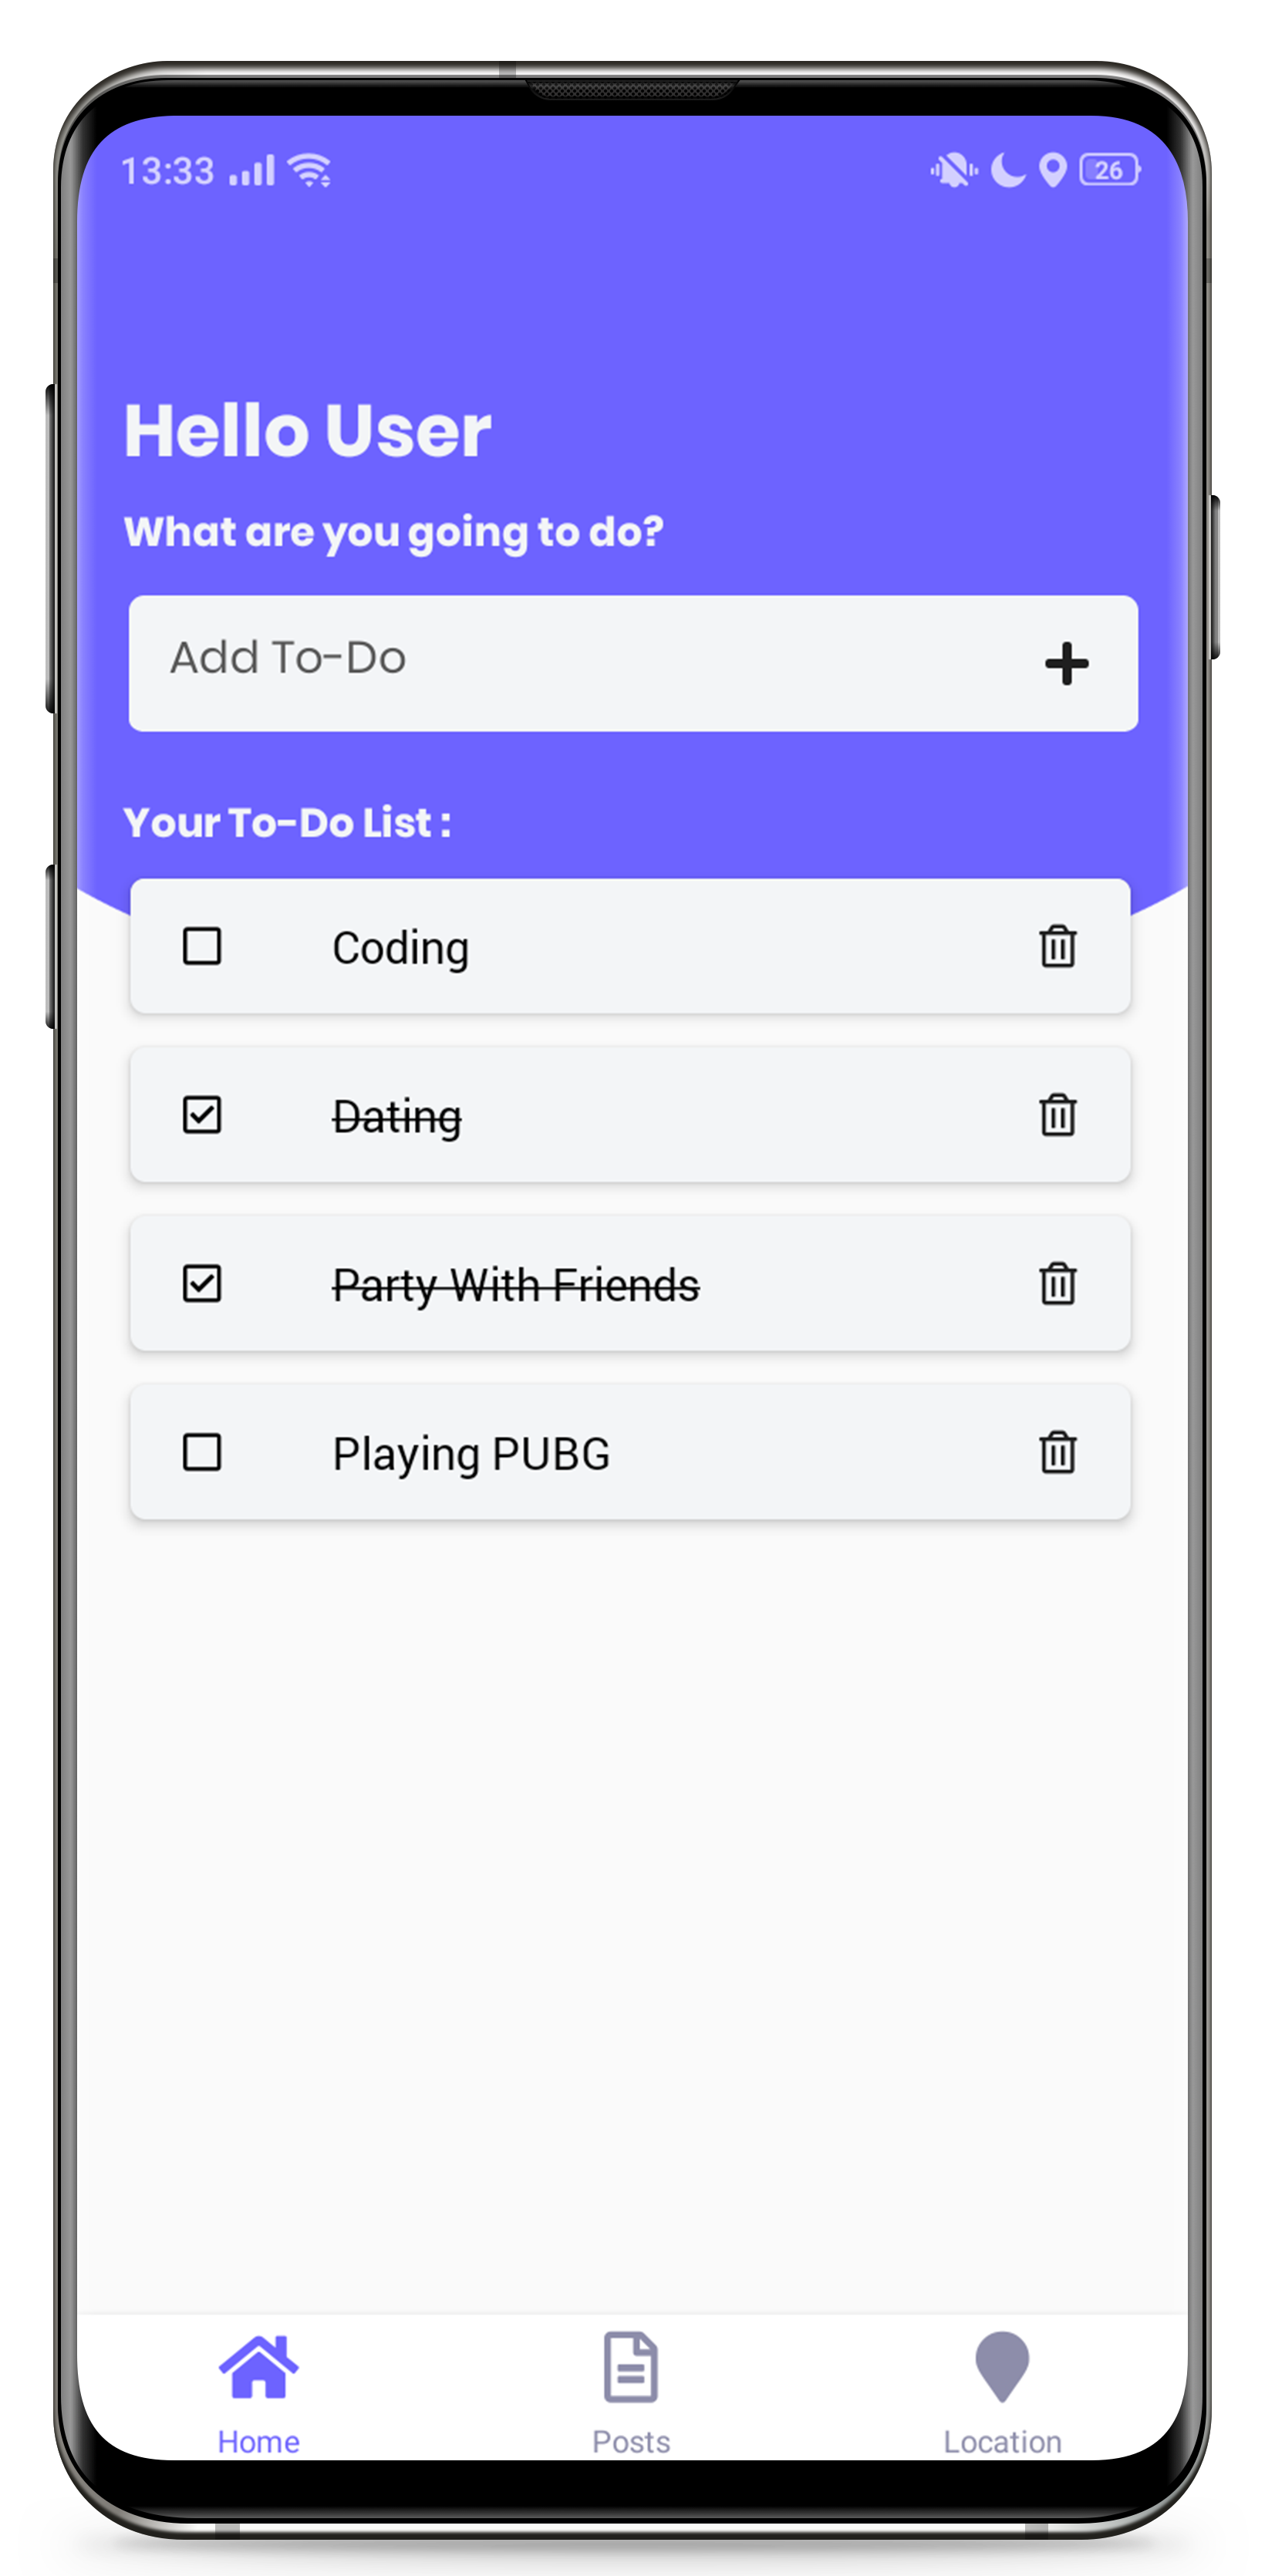 13:33 26
Hello User
What are you going to do?
Add To-Do
Your To-Do List :
Coding
Dating
Party With Friends
Playing PUBG
Home Posts Location